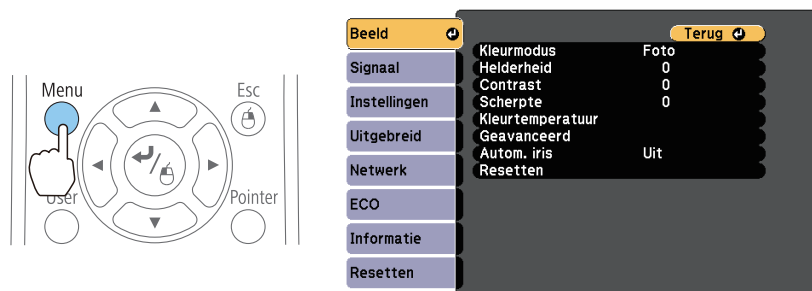 Menu
Esc
User
Pointer
Beeld
Signaal
Instellingen
Uitgebreid
Netwerk
ECO
Informatie
Resetten
Terug
Kleurmodus Foto
Helderheid 0
Contrast 0
Scherpte 0
Kleurtemperatuur
Geavanceerd
Autom. iris Uit
Resetten